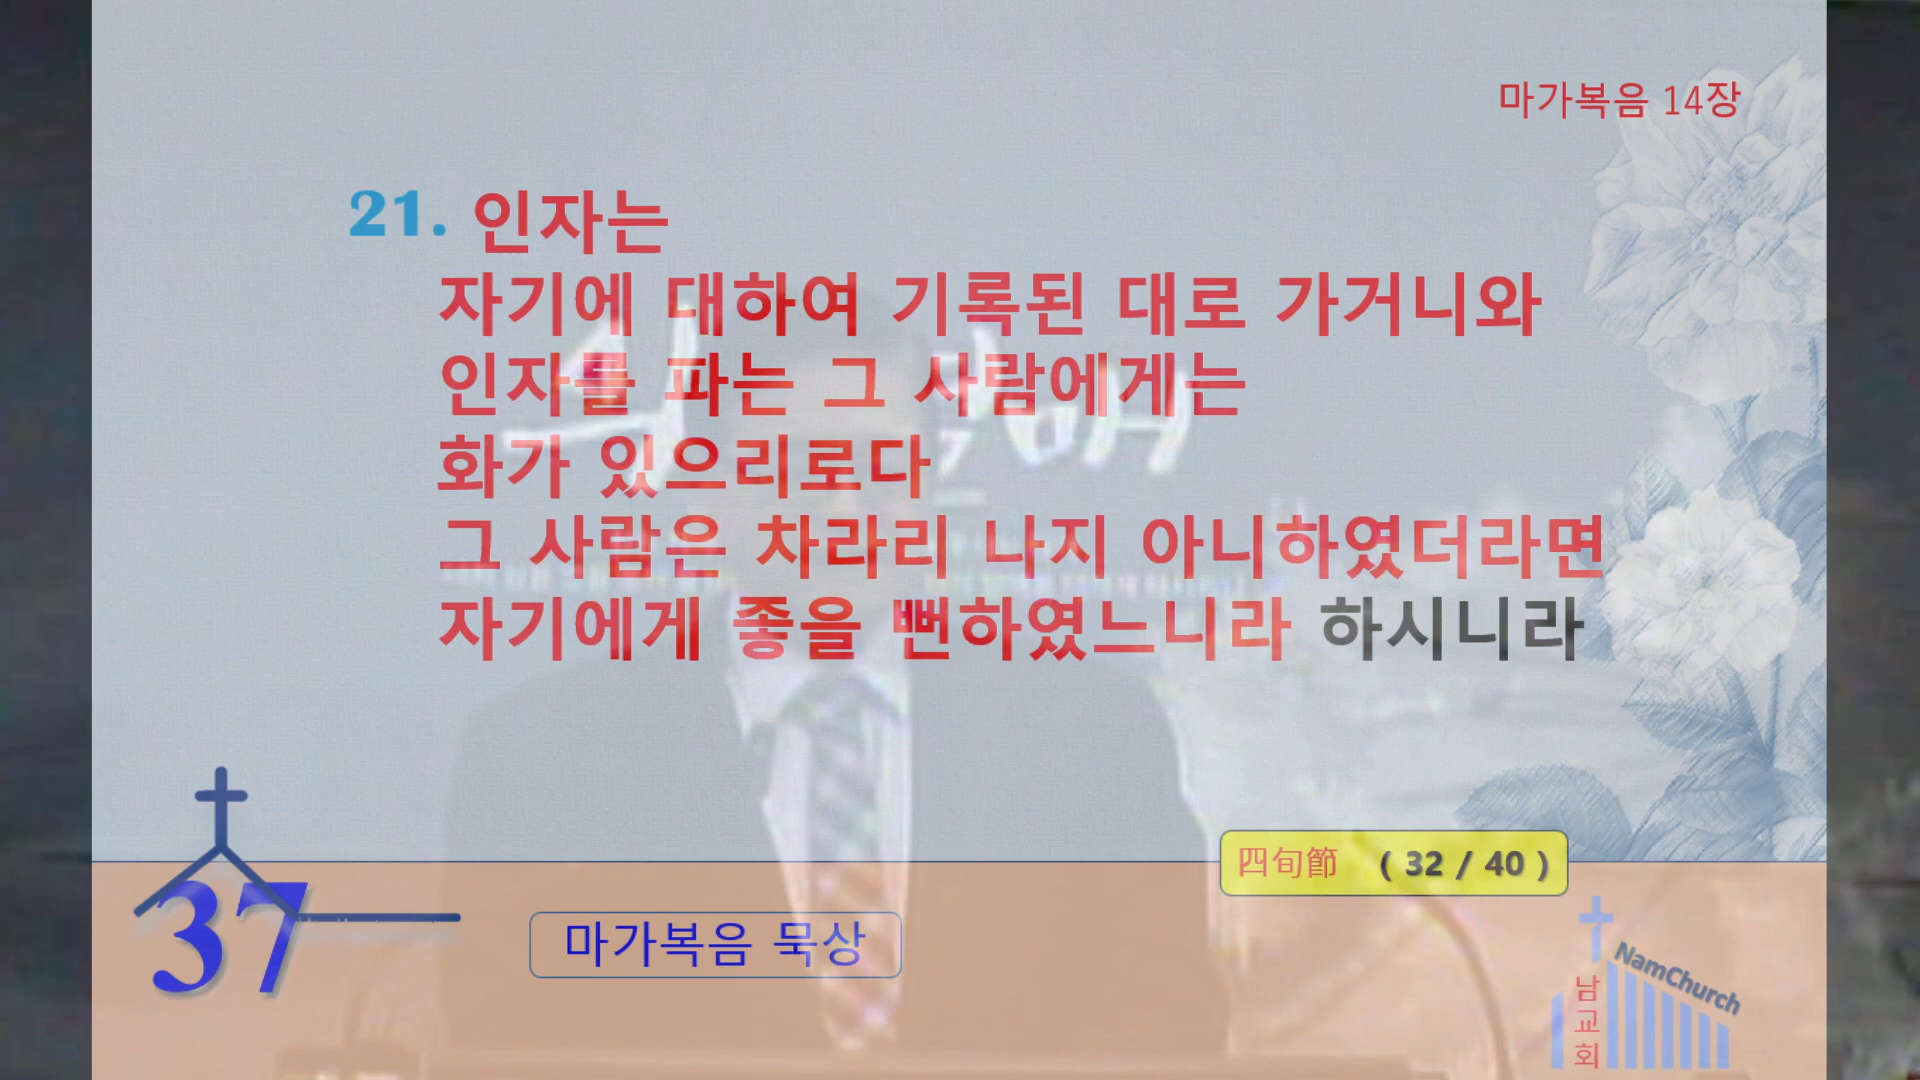 마가복음 14장
21. 인자는
자기에 대하여 기록된 대로 가거니와
인자를 파는 그 사람에게는
화가 있으리로다
그 사람은 차라리 나지 아니하였더라면
자기에게 좋을 뻔하였느니라 하시니라
四旬節 ( 32 / 40 )
37
마가복음 묵상
NamChurch
남교회